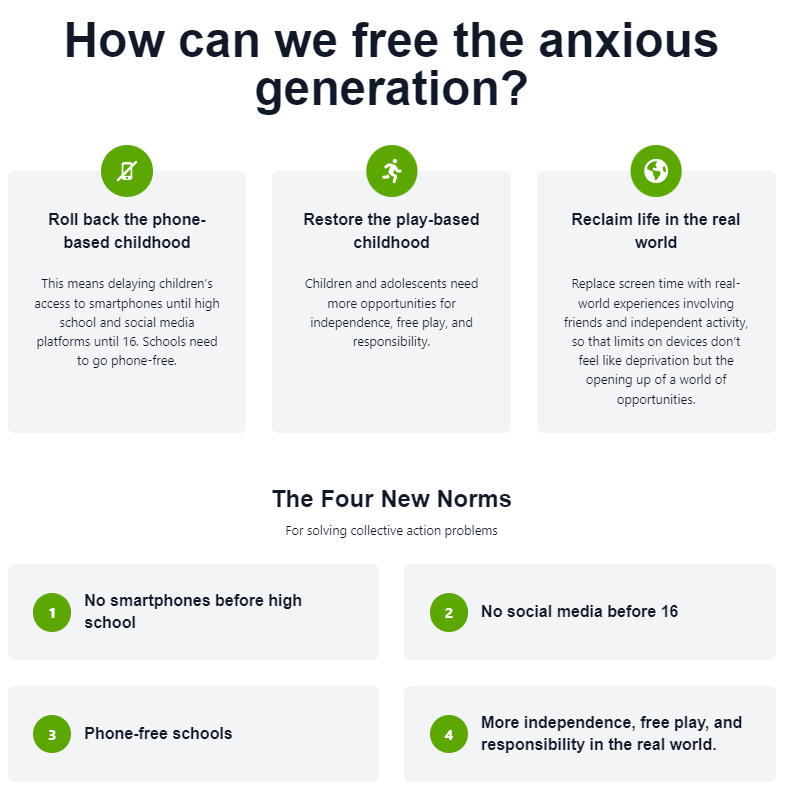 How can we free the anxious
generation?
Roll back the phone-
based childhood
This means delaying children's
access to smartphones until high
school and social media
platforms until 16. Schools need
to go phone-free.
Restore the play-based
childhood
Children and adolescents need
more opportunities for
independence, free play, and
responsibility.
Reclaim life in the real
world
Replace screen time with real-
world experiences involving
friends and independent activity,
so that limits on devices don't
feel like deprivation but the
opening up of a world of
opportunities.
The Four New Norms
For solving collective action problems
1
No smartphones before high
school
2
No social media before 16
3
Phone-free schools
4
More independence, free play, and
responsibility in the real world.